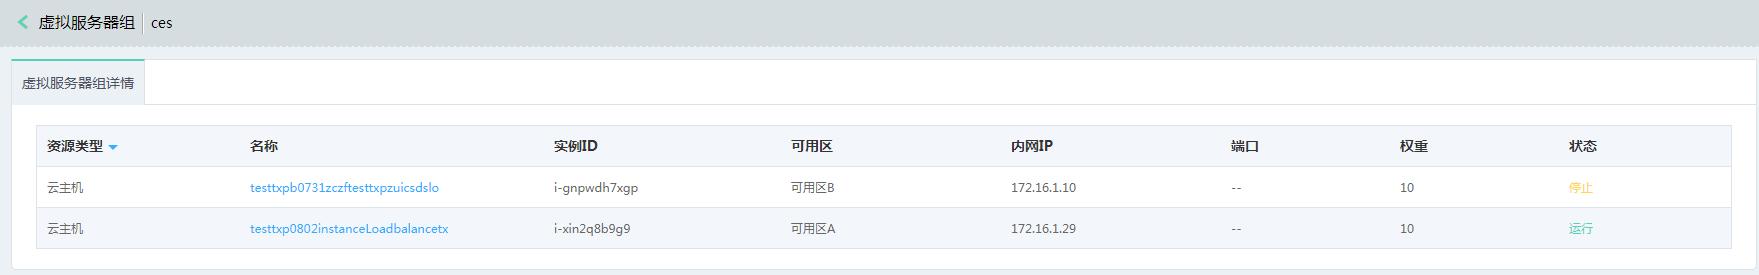 虚拟服务器组 ces
虚拟服务器组详情
资源类型 名称 实例ID 可用区 内网IP 端口 权重 状态
云主机 testtxpb0731zczftesttxpzuicsdslo i-gnpwdh7xgp 可用区B 172.16.1.10 -- 10 停止
云主机 testtxp0802instanceLoadbalancetx i-xin2q8b9g9 可用区A 172.16.1.29 -- 10 运行